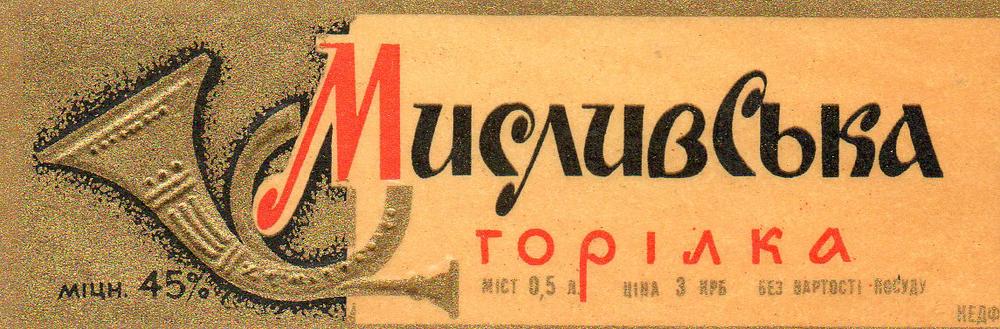 Мисливська
горілка
міцн. 45%
міст 0,5 л. ціна 3 крб без вартості посуду